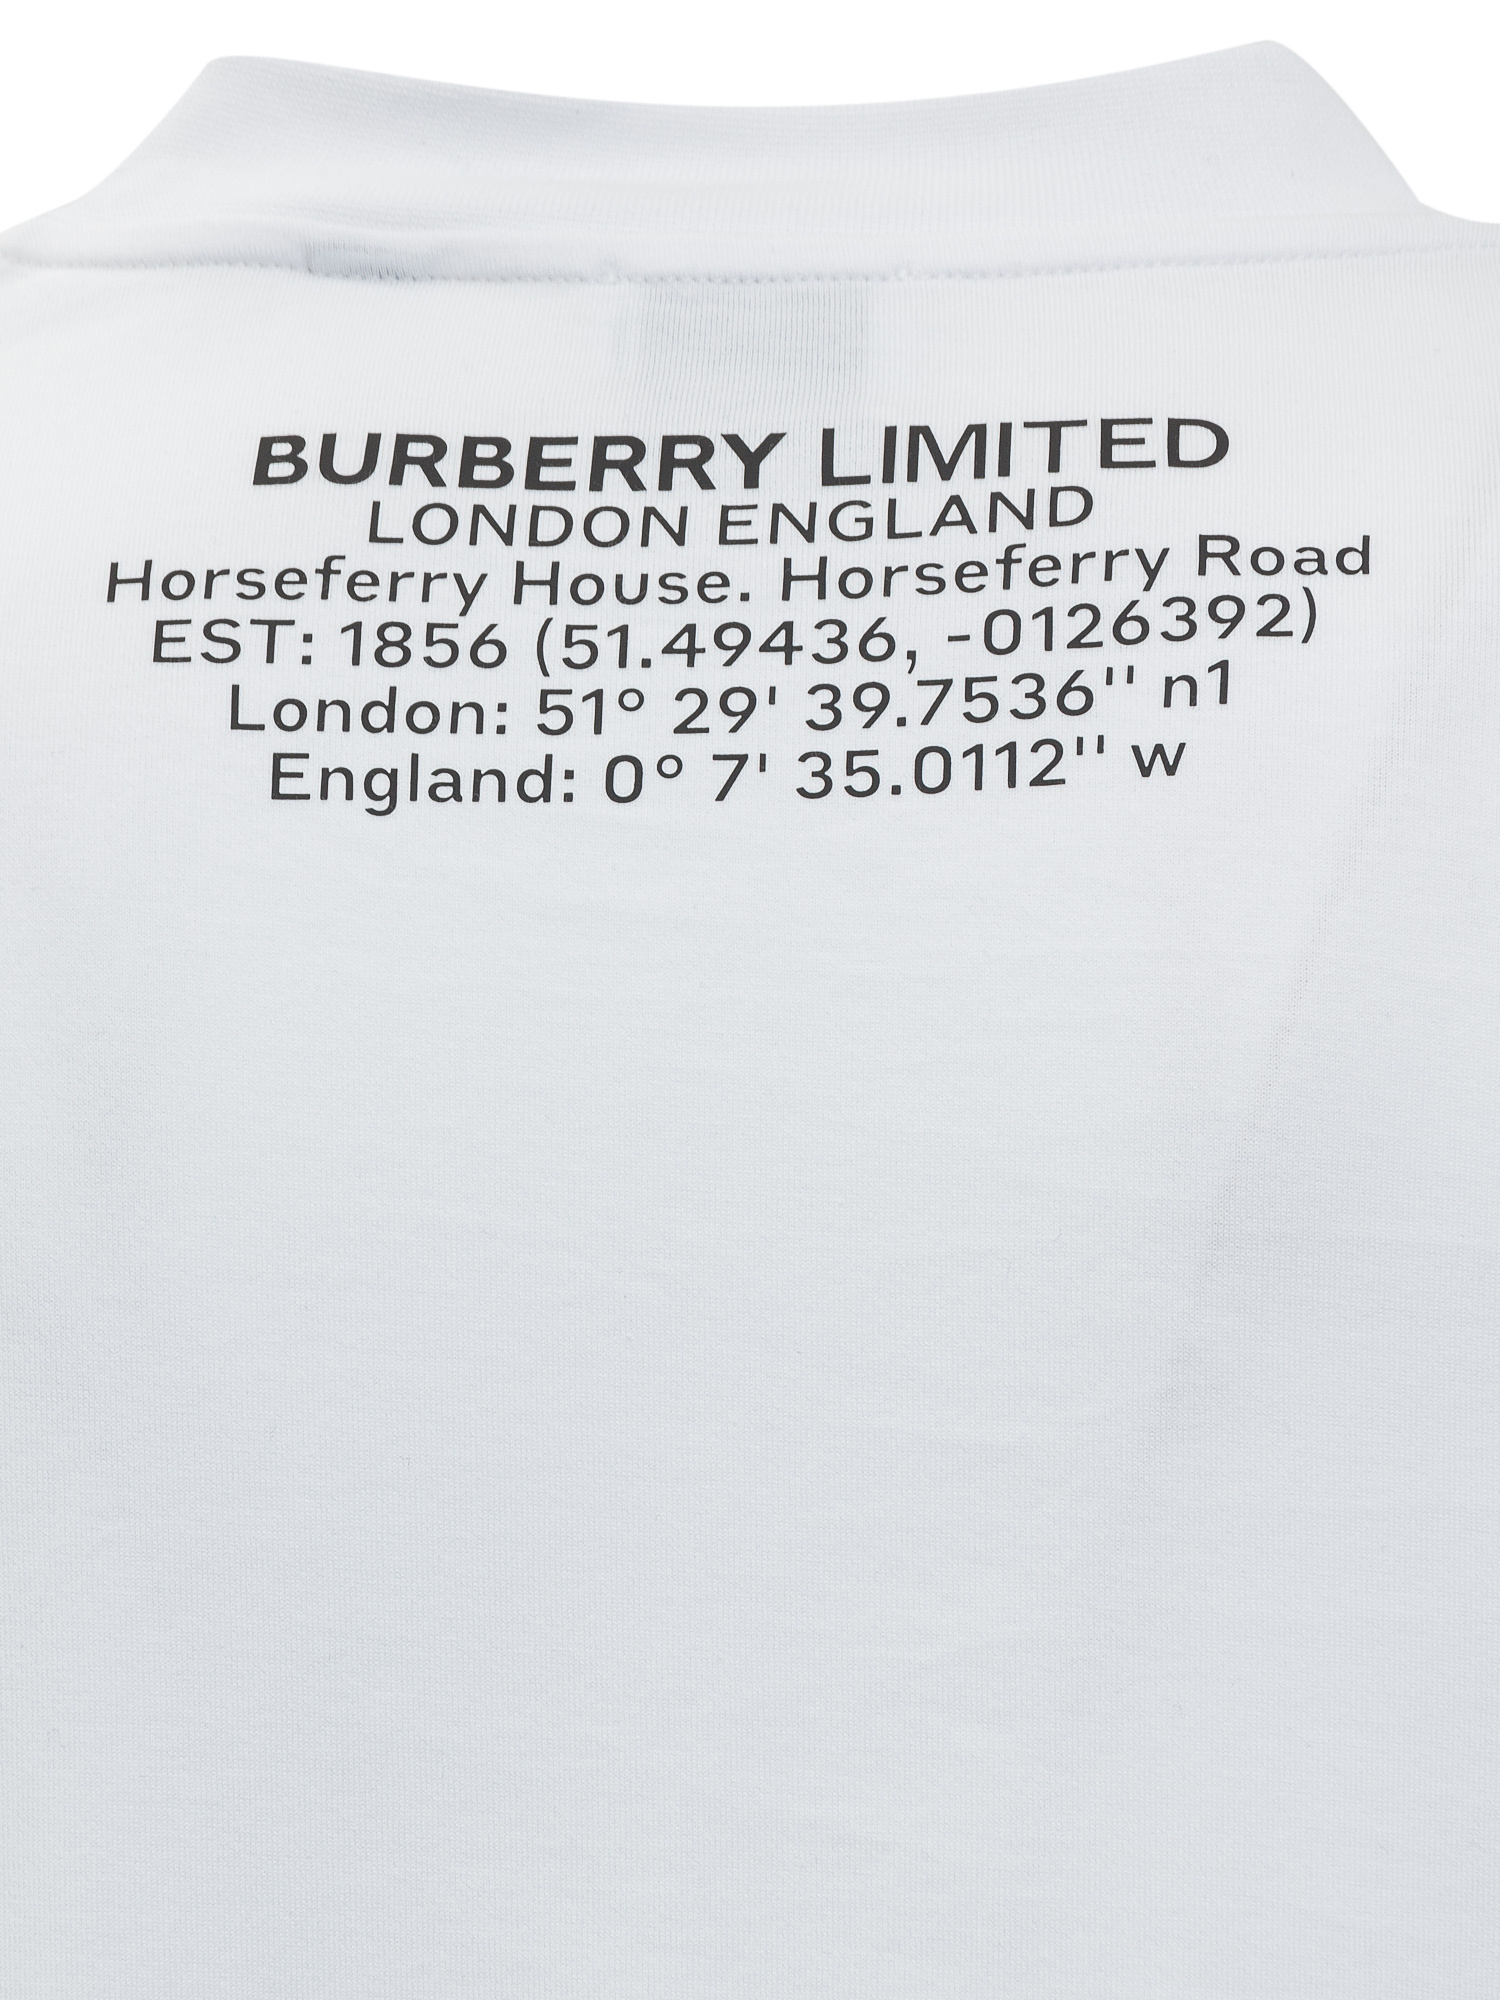 BURBERRY LIMITED
LONDON ENGLAND
Horseferry House. Horseferry Road
EST: 1856 (51.49436, -0126392)
London: 51° 29' 39.7536'' n1
England: 0° 7' 35.0112'' w